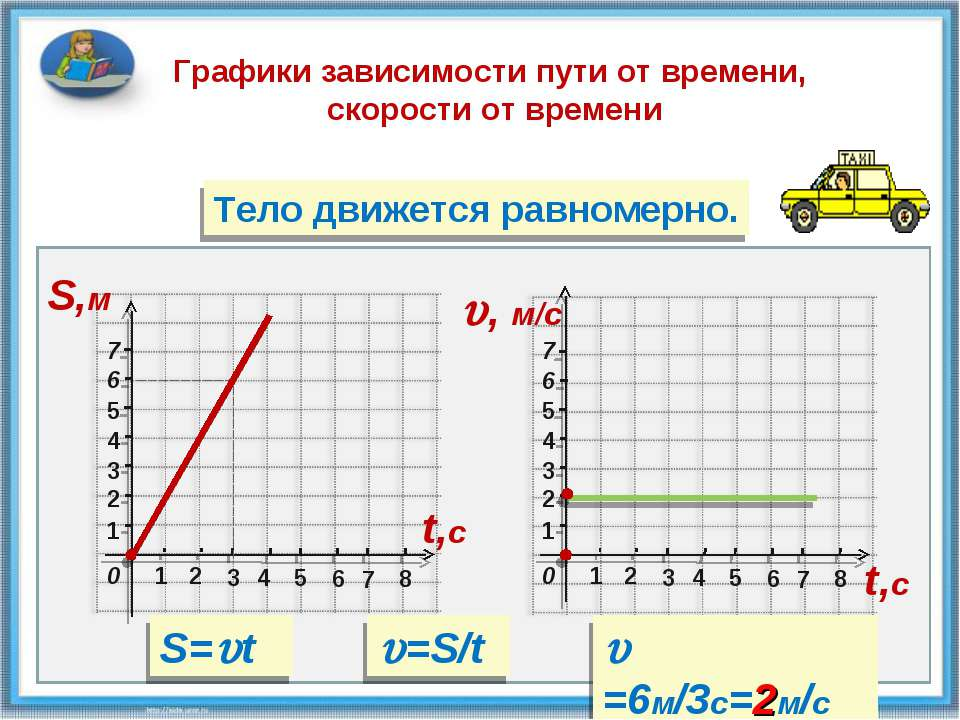 Графики зависимости пути от времени,
скорости от времени
TAXI
Тело движется равномерно.
S,м
7
6
5
4
3
2
1
0 1 2 3 4 5 6 7 8
t,с
υ, м/с
7
6
5
4
3
2
1
0 1 2 3 4 5 6 7 8
t,с
S=υt
υ=S/t
υ
=6м/3с=2м/с